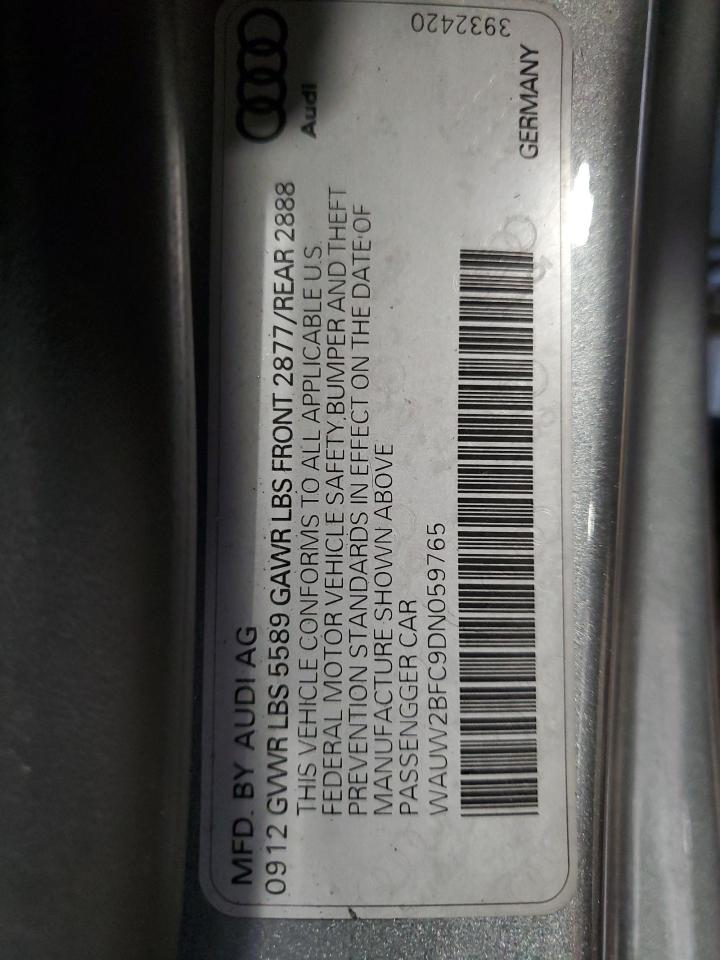 MFD. BY AUDI AG
0912 GVWR LBS 5589 GAWR LBS FRONT 2877/REAR 2888
THIS VEHICLE CONFORMS TO ALL APPLICABLE U.S.
FEDERAL MOTOR VEHICLE SAFETY, BUMPER AND THEFT
PREVENTION STANDARDS IN EFFECT ON THE DATE OF
MANUFACTURE SHOWN ABOVE
PASSENGGER CAR
WAUW2BFC9DN059765
Audi
GERMANY
3932420